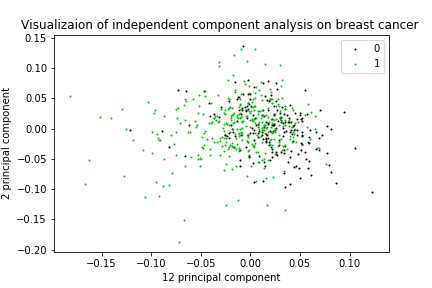 Visualizaion of independent component analysis on breast cancer
0
1
0.15
0.10
0.05
0.00
−0.05
−0.10
−0.15
−0.20
2 principal component
−0.15 −0.10 −0.05 0.00 0.05 0.10
12 principal component